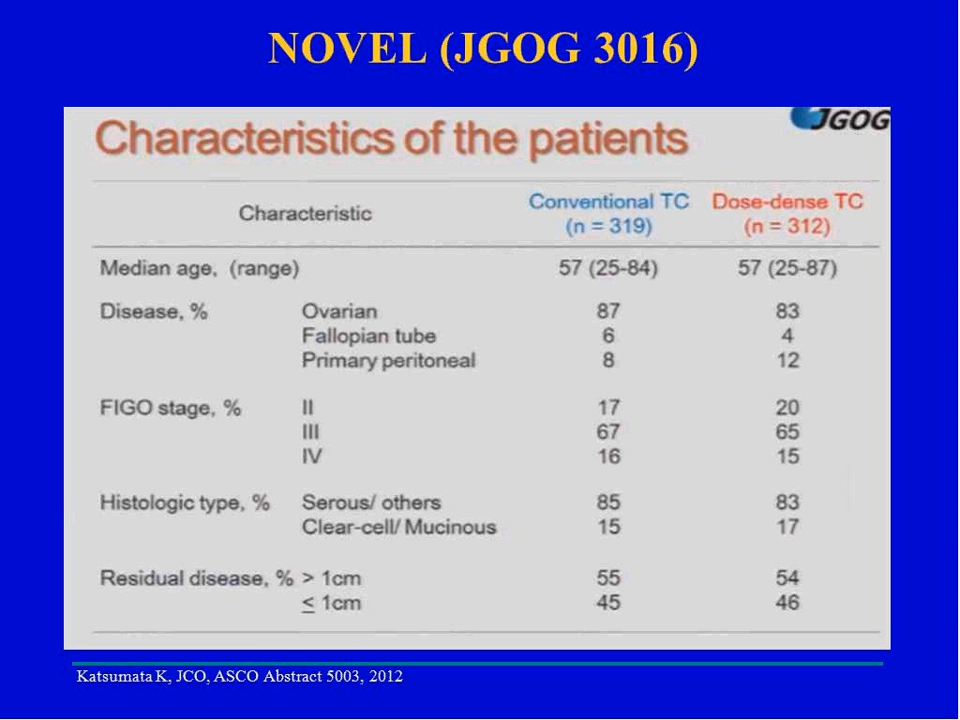 NOVEL (JGOG 3016)
JGOG
Characteristics of the patients
Characteristic Conventional TC (n = 319) Dose-dense TC (n = 312)
Median age, (range) 57 (25-84) 57 (25-87)
Disease, % Ovarian 87 83
Fallopian tube 6 4
Primary peritoneal 8 12
FIGO stage, % II 17 20
III 67 65
IV 16 15
Histologic type, % Serous/ others 85 83
Clear-cell/ Mucinous 15 17
Residual disease, % > 1cm 55 54
≤ 1cm 45 46
Katsumata K, JCO, ASCO Abstract 5003, 2012